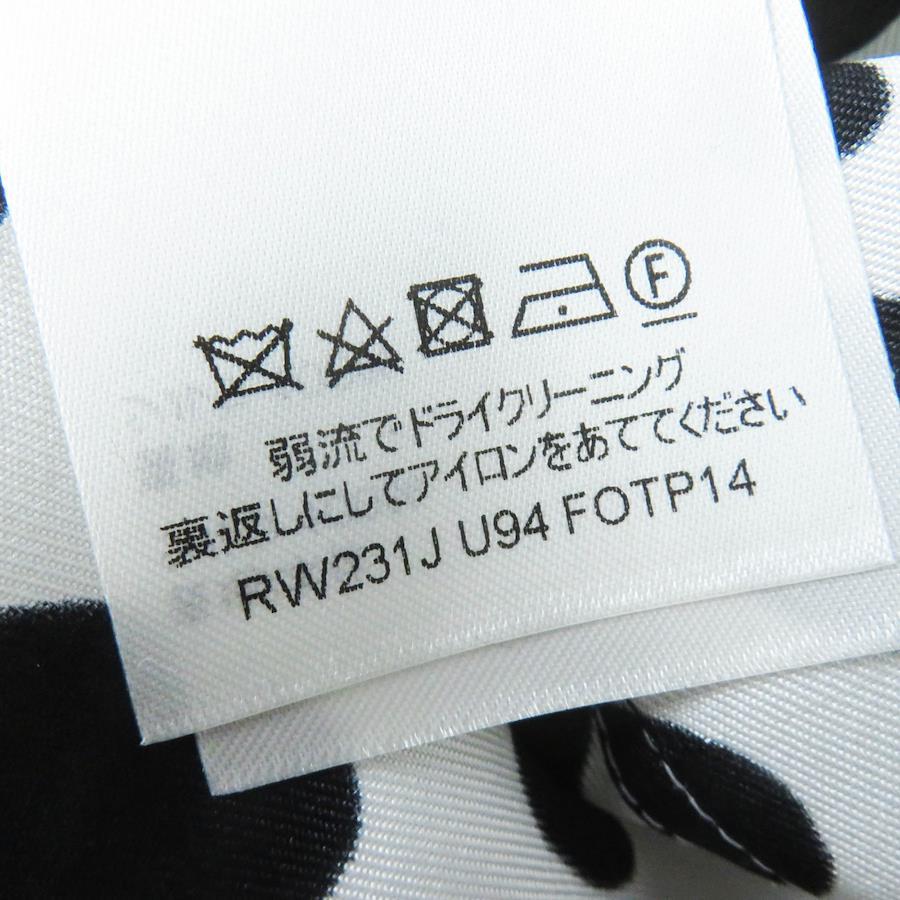 F
弱流でドライクリーニング
裏返しにしてアイロンをあててください
RW231J U94 FOTP14